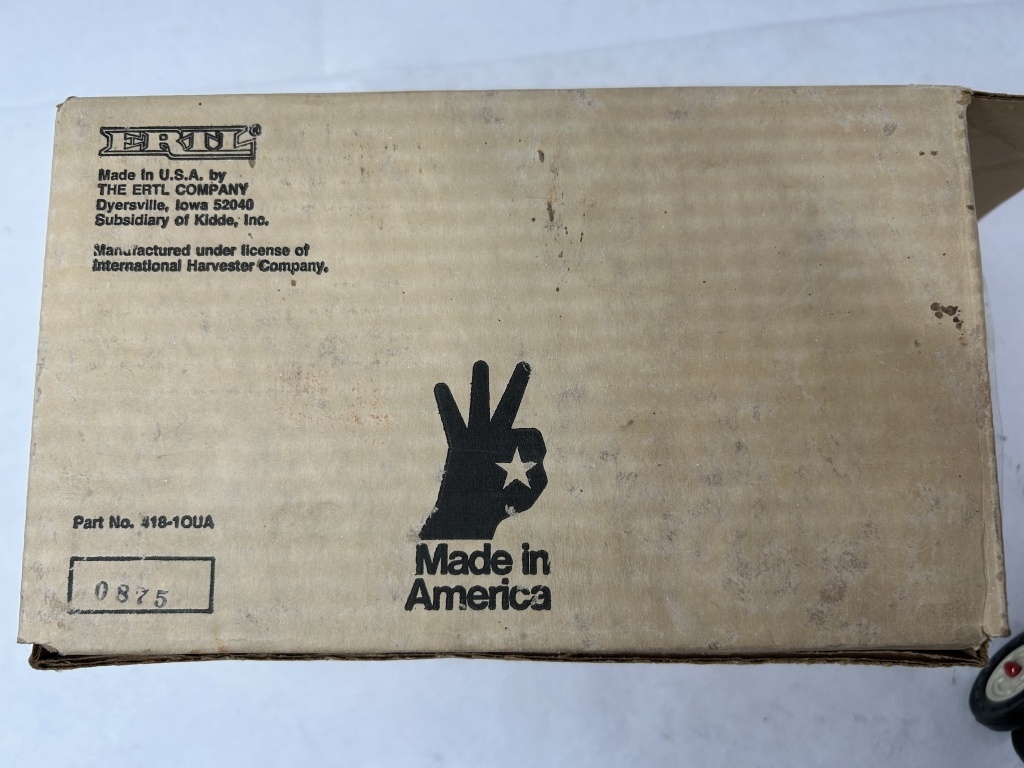 ERTL®
Made In U.S.A. by
THE ERTL COMPANY
Dyersville, Iowa 52040
Subsidiary of Kidde, Inc.
Manufactured under license of
International Harvester Company.
Part No. 418-1OUA
0875
Made in
America